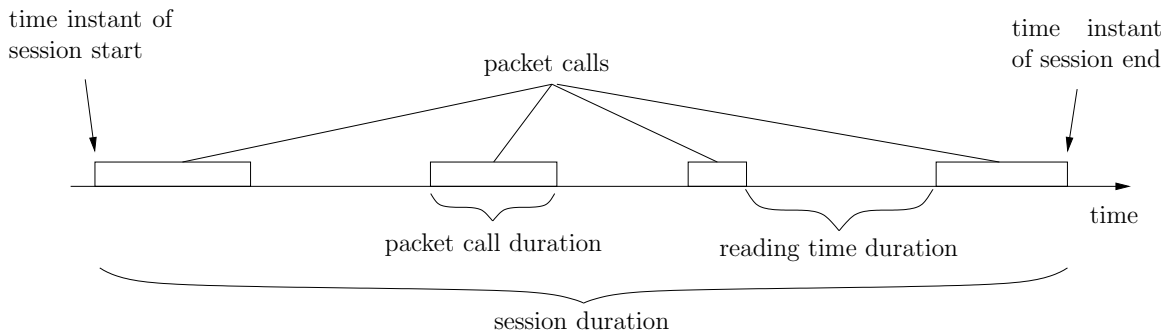 time instant of
session start
time instant
of session end
packet calls
time
packet call duration
reading time duration
session duration